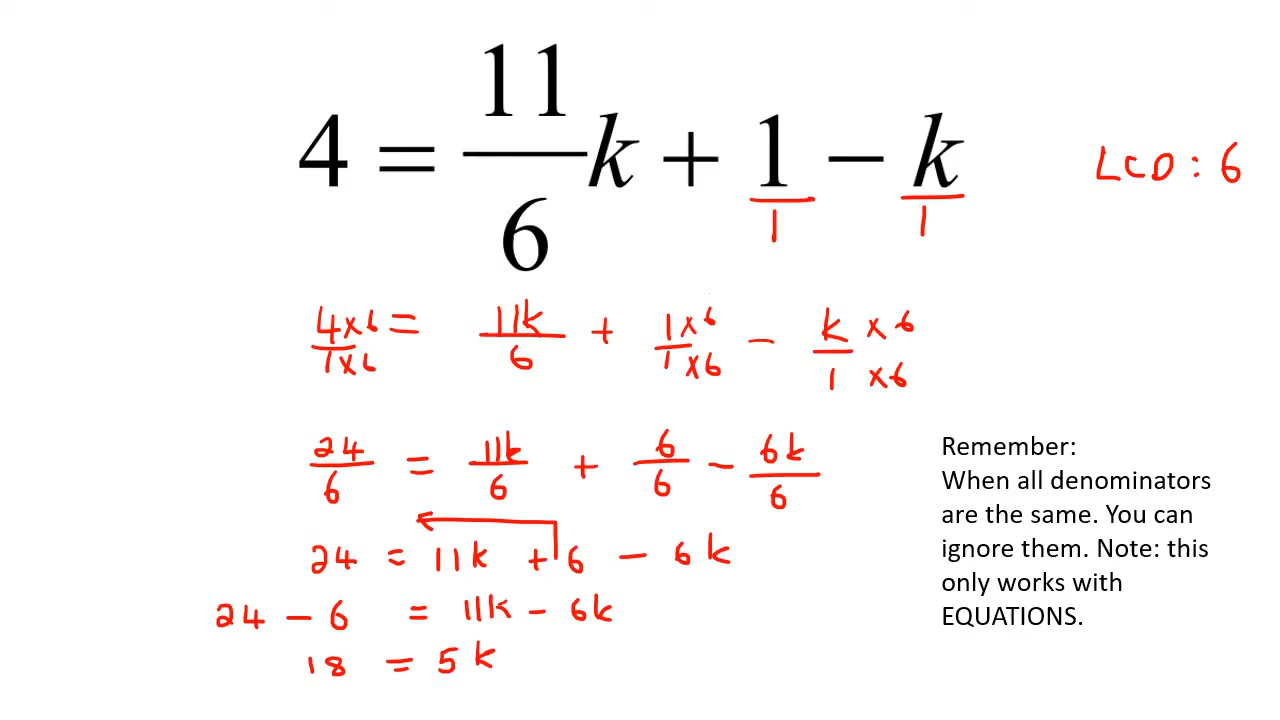 11
4 = — k + 1 - k
6
1 1
LCD : 6
4×6 = 11k + 1×6 - k ×6
1×6 6 1 ×6 1 ×6
24 = 11k + 6 - 6k
6 6 6 6
24 = 11k + 6 - 6k
24 - 6 = 11k - 6k
18 = 5k
Remember:
When all denominators
are the same. You can
ignore them. Note: this
only works with
EQUATIONS.